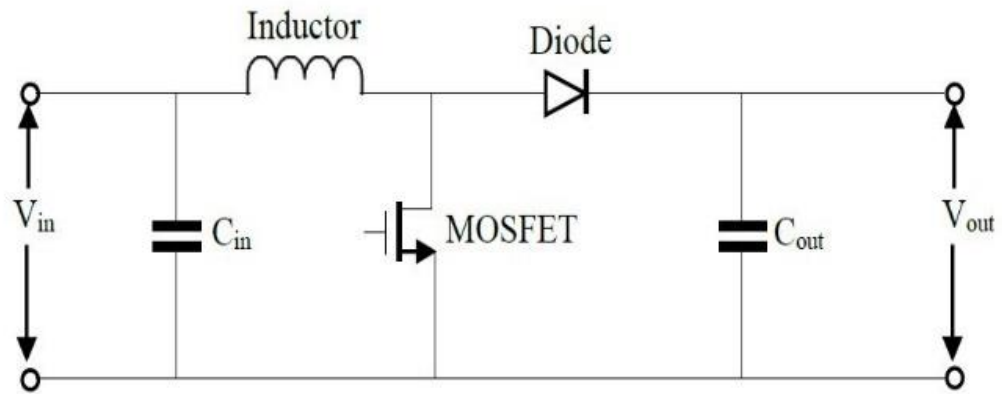 Inductor
Diode
Vin
Cin
MOSFET
Cout
Vout